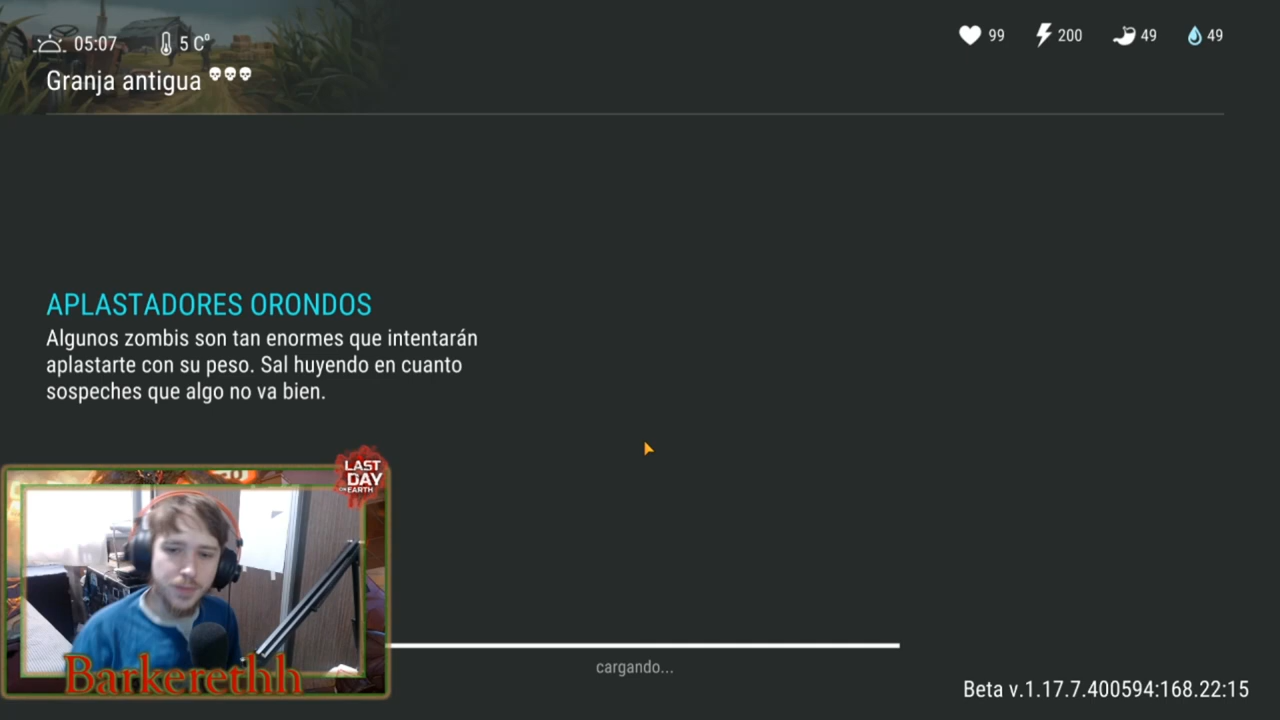 05:07 5 C°
99 200 49 49
Granja antigua
APLASTADORES ORONDOS
Algunos zombis son tan enormes que intentarán
aplastarte con su peso. Sal huyendo en cuanto
sospeches que algo no va bien.
LAST
DAY
ON EARTH
Barkerethh
cargando...
Beta v.1.17.7.400594:168.22:15